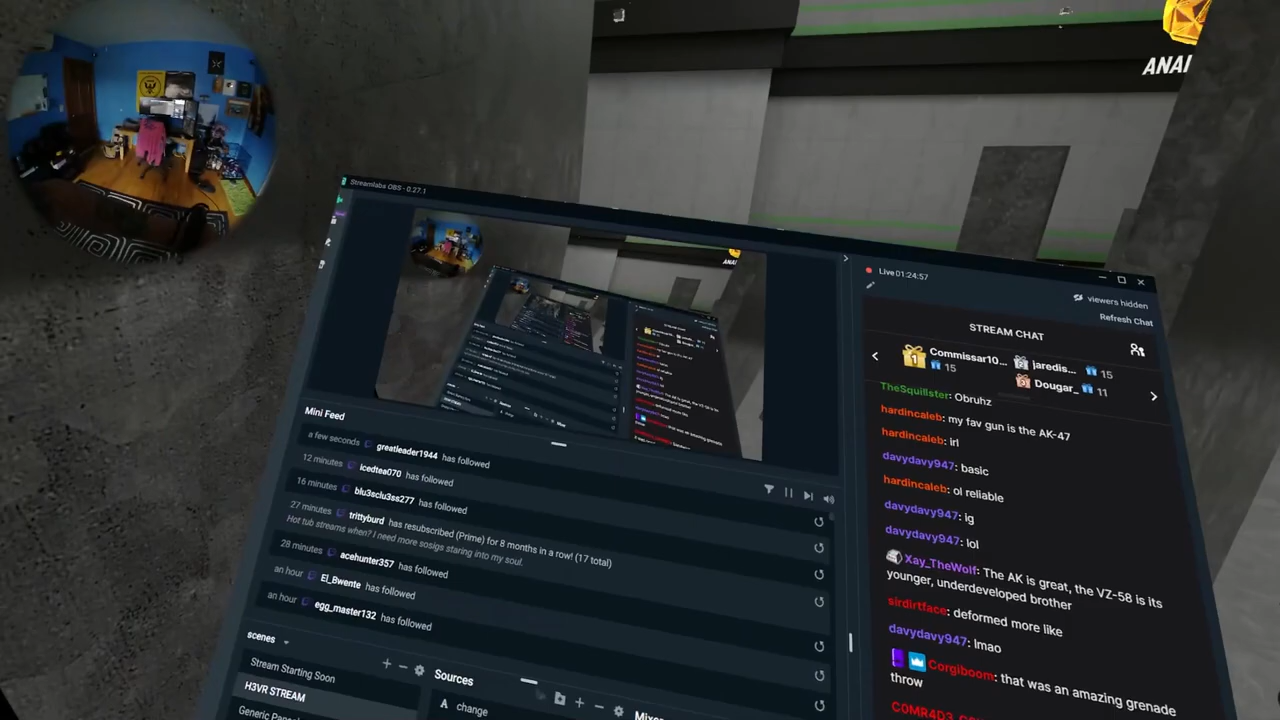 ANAI
Streamlabs OBS - 0.27.1
Live 01:24:57
viewers hidden
Refresh Chat
STREAM CHAT
Commissar10... 15
jaredis... 15
Dougar_ 11
TheSquillster: Obruhz
hardincaleb: my fav gun is the AK-47
hardincaleb: irl
davydavy947: basic
hardincaleb: ol reliable
davydavy947: ig
davydavy947: lol
Xay_TheWolf: The AK is great, the VZ-58 is its
younger, underdeveloped brother
sirdirtface: deformed more like
davydavy947: lmao
Corgiboom: that was an amazing grenade
throw
Mini Feed
a few seconds greatleader1944 has followed
12 minutes icedtea070 has followed
16 minutes blu3sclu3ss277 has followed
27 minutes trittyburd has resubscribed (Prime) for 8 months in a row! (17 total)
Hot tub streams when? I need more sosigs staring into my soul.
28 minutes acehunter357 has followed
an hour El_Bwente has followed
an hour egg_master132 has followed
scenes
Stream Starting Soon
H3VR STREAM
Sources
change